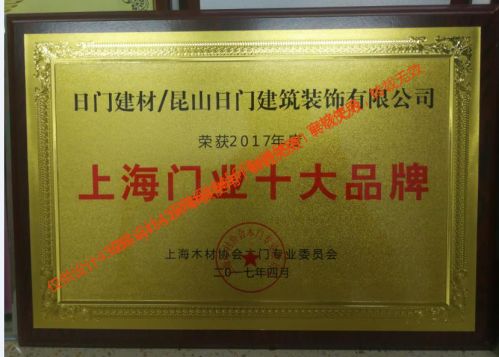 日门建材/昆山日门建筑装饰有限公司
荣获2017年度
上海门业十大品牌
上海木材协会木门专业委员会
二〇一七年四月